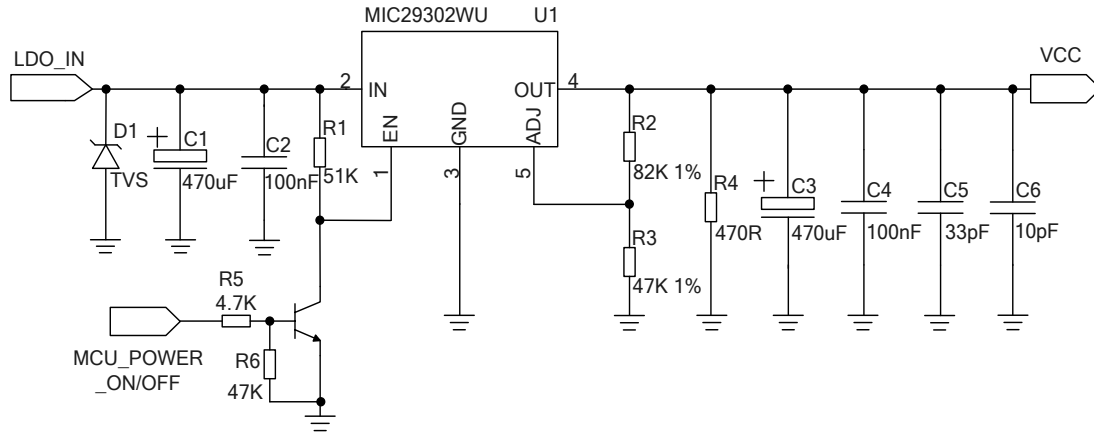 MIC29302WU U1
LDO_IN
VCC
2
IN
OUT
4
EN
GND
ADJ
1
3
5
D1
TVS
C1
470uF
C2
100nF
R1
51K
R2
82K 1%
R3
47K 1%
R4
470R
C3
470uF
C4
100nF
C5
33pF
C6
10pF
R5
4.7K
MCU_POWER
_ON/OFF
R6
47K